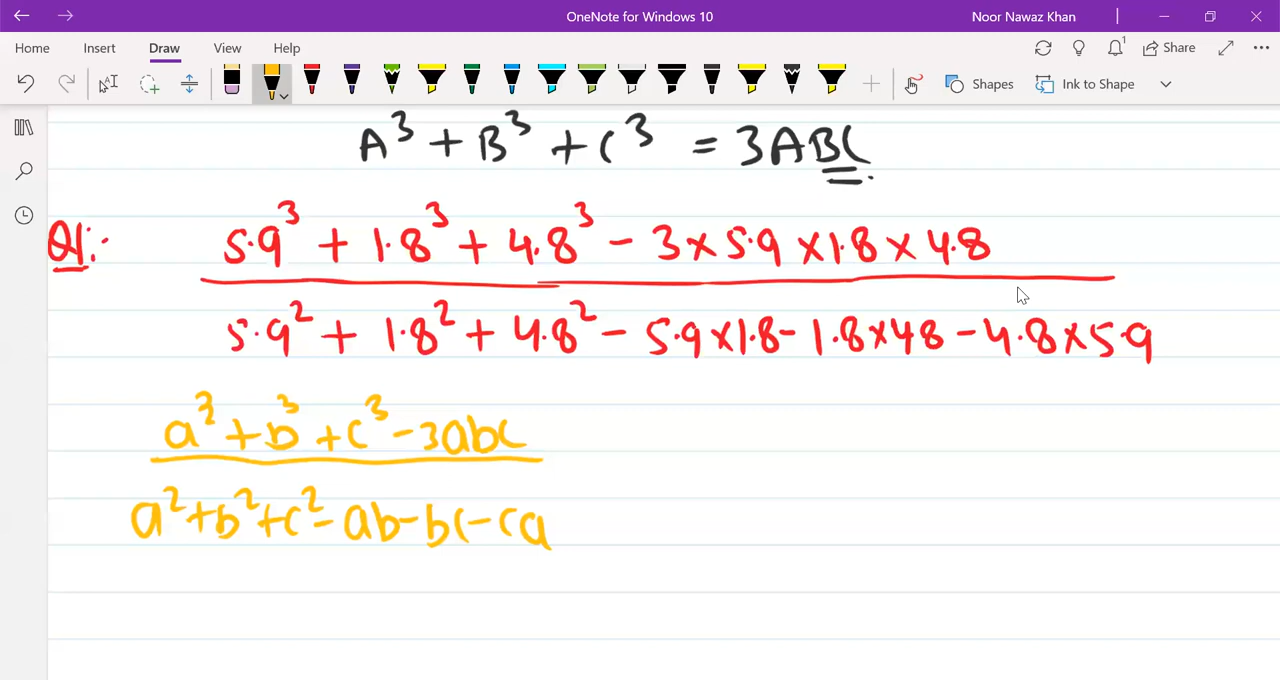 OneNote for Windows 10
Noor Nawaz Khan
Home Insert Draw View Help
1
Share
Shapes
Ink to Shape
A³ + B³ + C³ = 3ABC
Q1:- 5.9³ + 1.8³ + 4.8³ - 3 × 5.9 × 1.8 × 4.8
5.9² + 1.8² + 4.8² - 5.9×1.8 - 1.8×48 - 4.8×5.9
a³ + b³ + c³ - 3abc
a² + b² + c² - ab - bc - ca